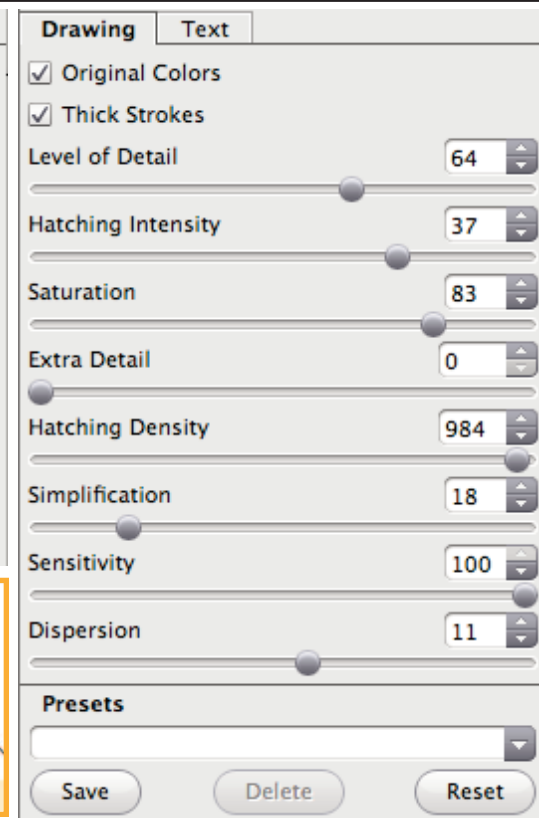 Drawing Text
Original Colors
Thick Strokes
Level of Detail 64
Hatching Intensity 37
Saturation 83
Extra Detail 0
Hatching Density 984
Simplification 18
Sensitivity 100
Dispersion 11
Presets
Save Delete Reset